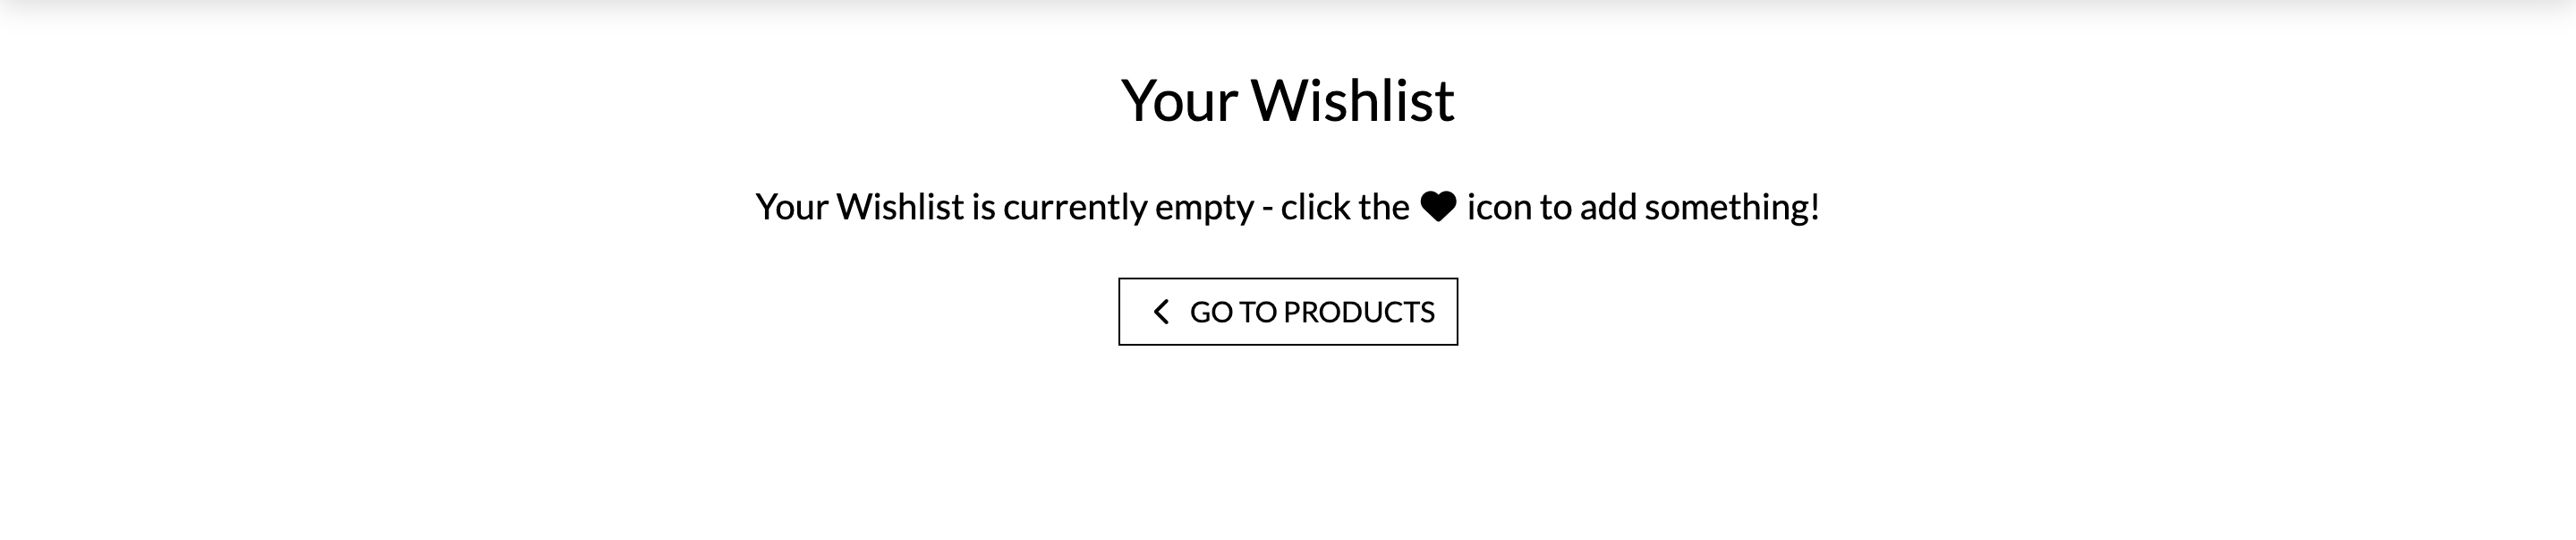 Your Wishlist
Your Wishlist is currently empty - click the ♥ icon to add something!
GO TO PRODUCTS